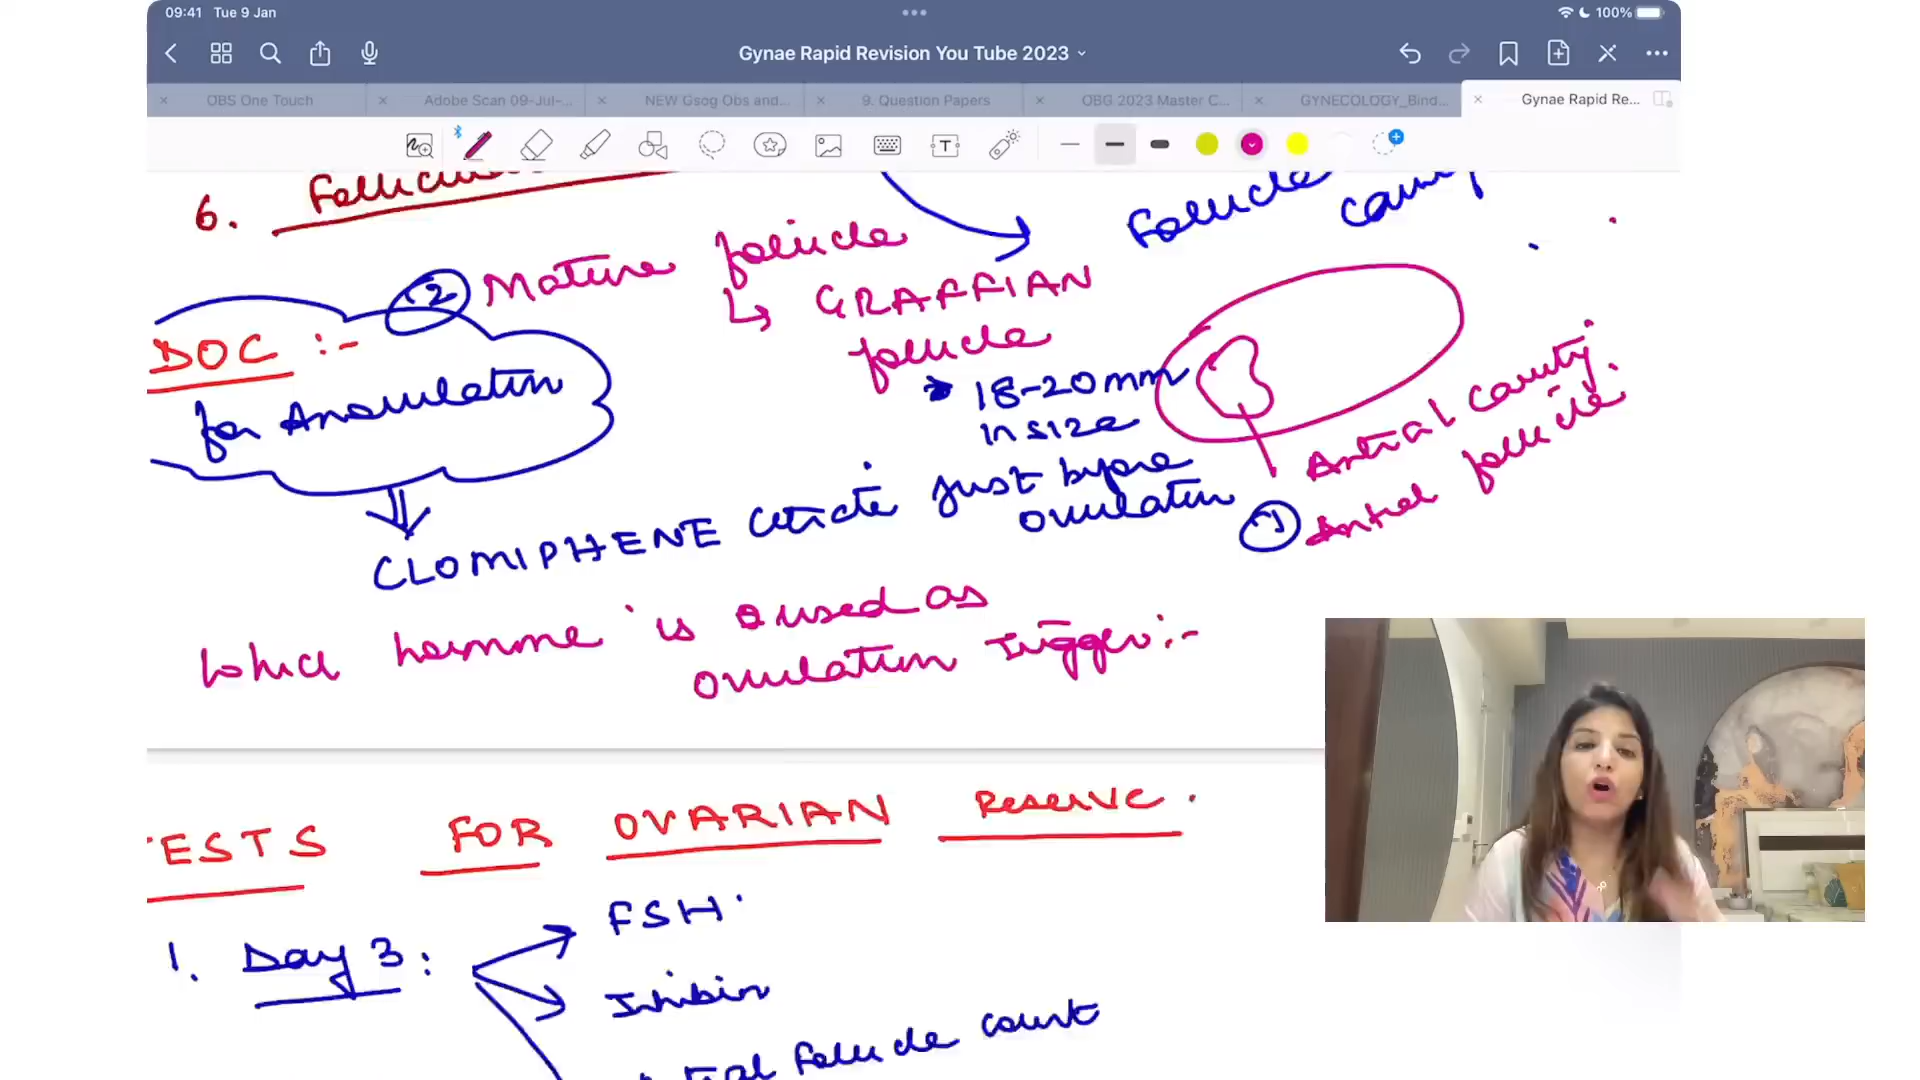 09:41 Tue 9 Jan
100%
Gynae Rapid Revision You Tube 2023
OBS One Touch
Adobe Scan 09-Jul-...
NEW Gsog Obs and...
9. Question Papers
OBG 2023 Master C...
GYNECOLOGY_Bind...
Gynae Rapid Re...
6.
Follicle
cavity
2 Mature follicle
↳ GRAFFIAN
follicle
18-20mm
in size
just before
ovulation
Antral cavity
1 Antral follicle
DOC :-
for Anovulation
CLOMIPHENE citrate
which hormone is used as
ovulation trigger:-
TESTS FOR OVARIAN Reserve.
1. Day 3:
FSH
Inhibin
follicle count